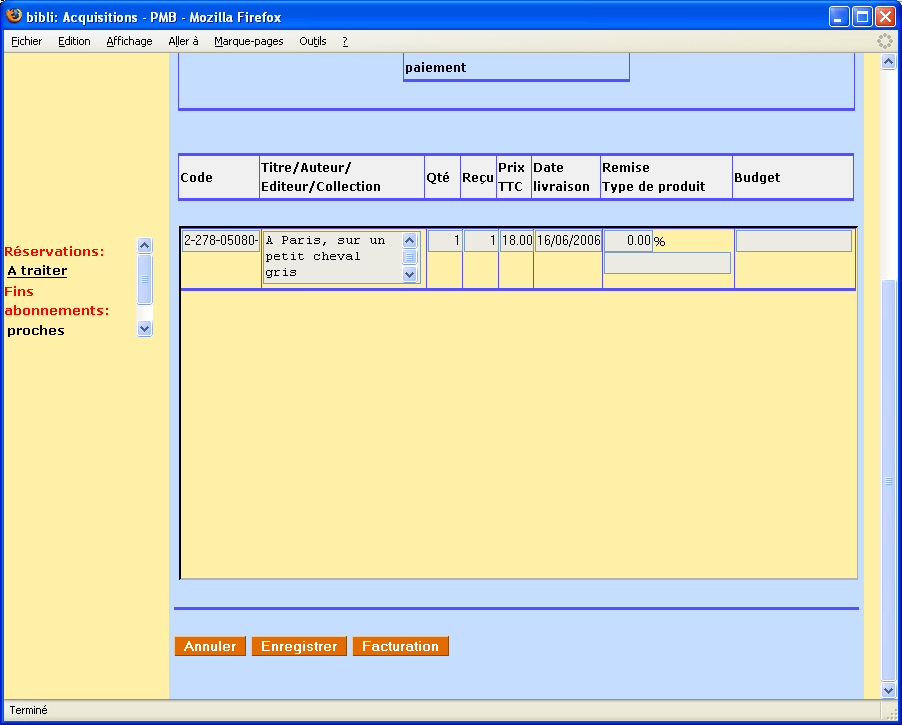 bibli: Acquisitions - PMB - Mozilla Firefox
Fichier Edition Affichage Aller à Marque-pages Outils ?
paiement
Code Titre/Auteur/ Editeur/Collection Qté Reçu Prix TTC Date livraison Remise Type de produit Budget
2-278-05080- A Paris, sur un 1 1 18.00 16/06/2006 0.00 %
petit cheval
gris
Réservations:
A traiter
Fins
abonnements:
proches
Annuler Enregistrer Facturation
Terminé